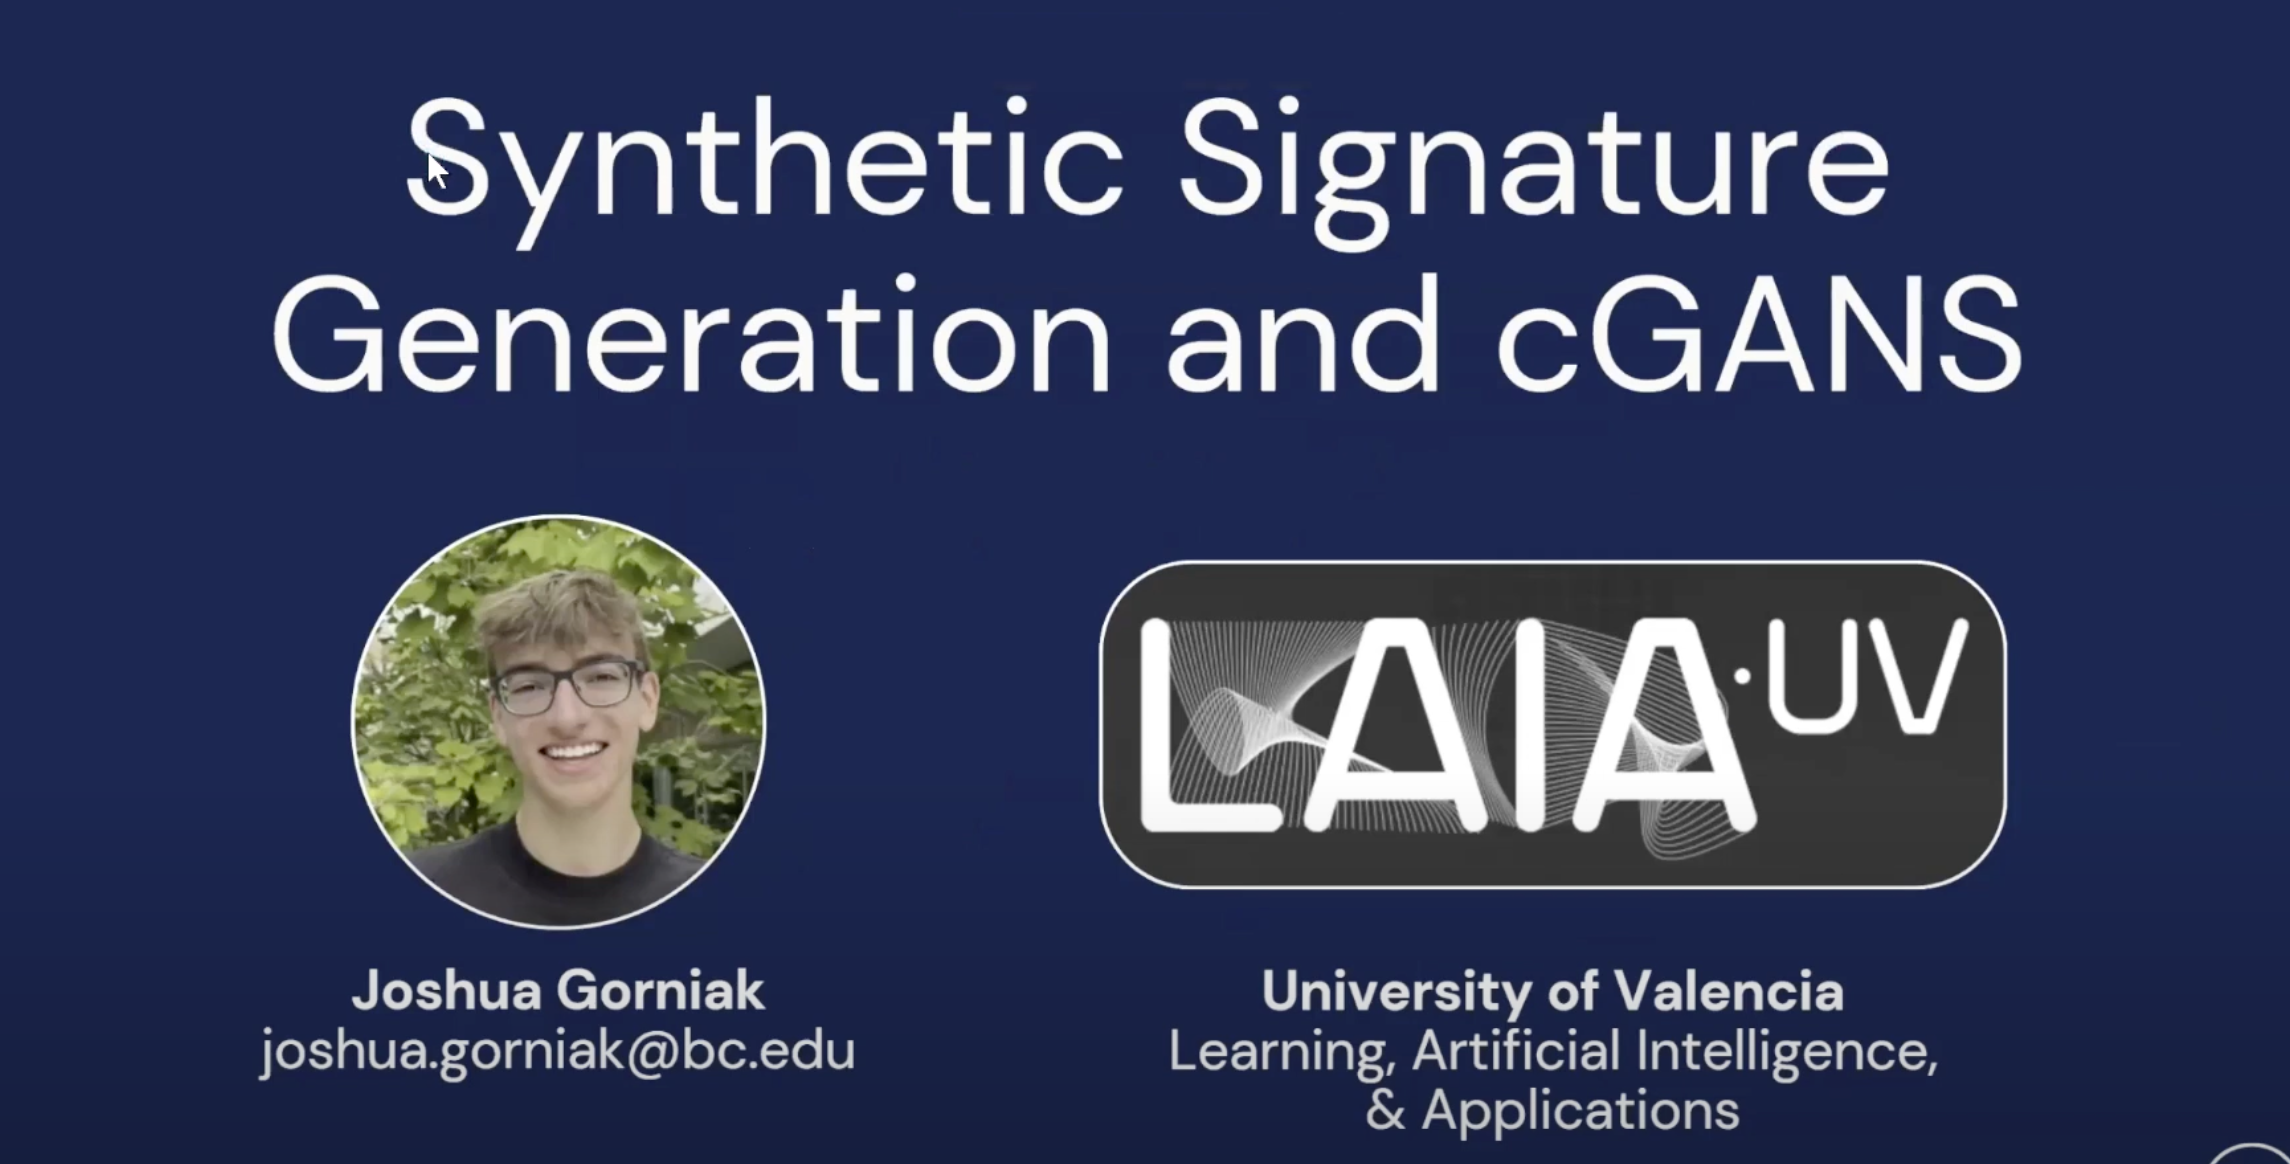 Synthetic Signature
Generation and cGANS
LAIA·UV
Joshua Gorniak
joshua.gorniak@bc.edu
University of Valencia
Learning, Artificial Intelligence,
& Applications